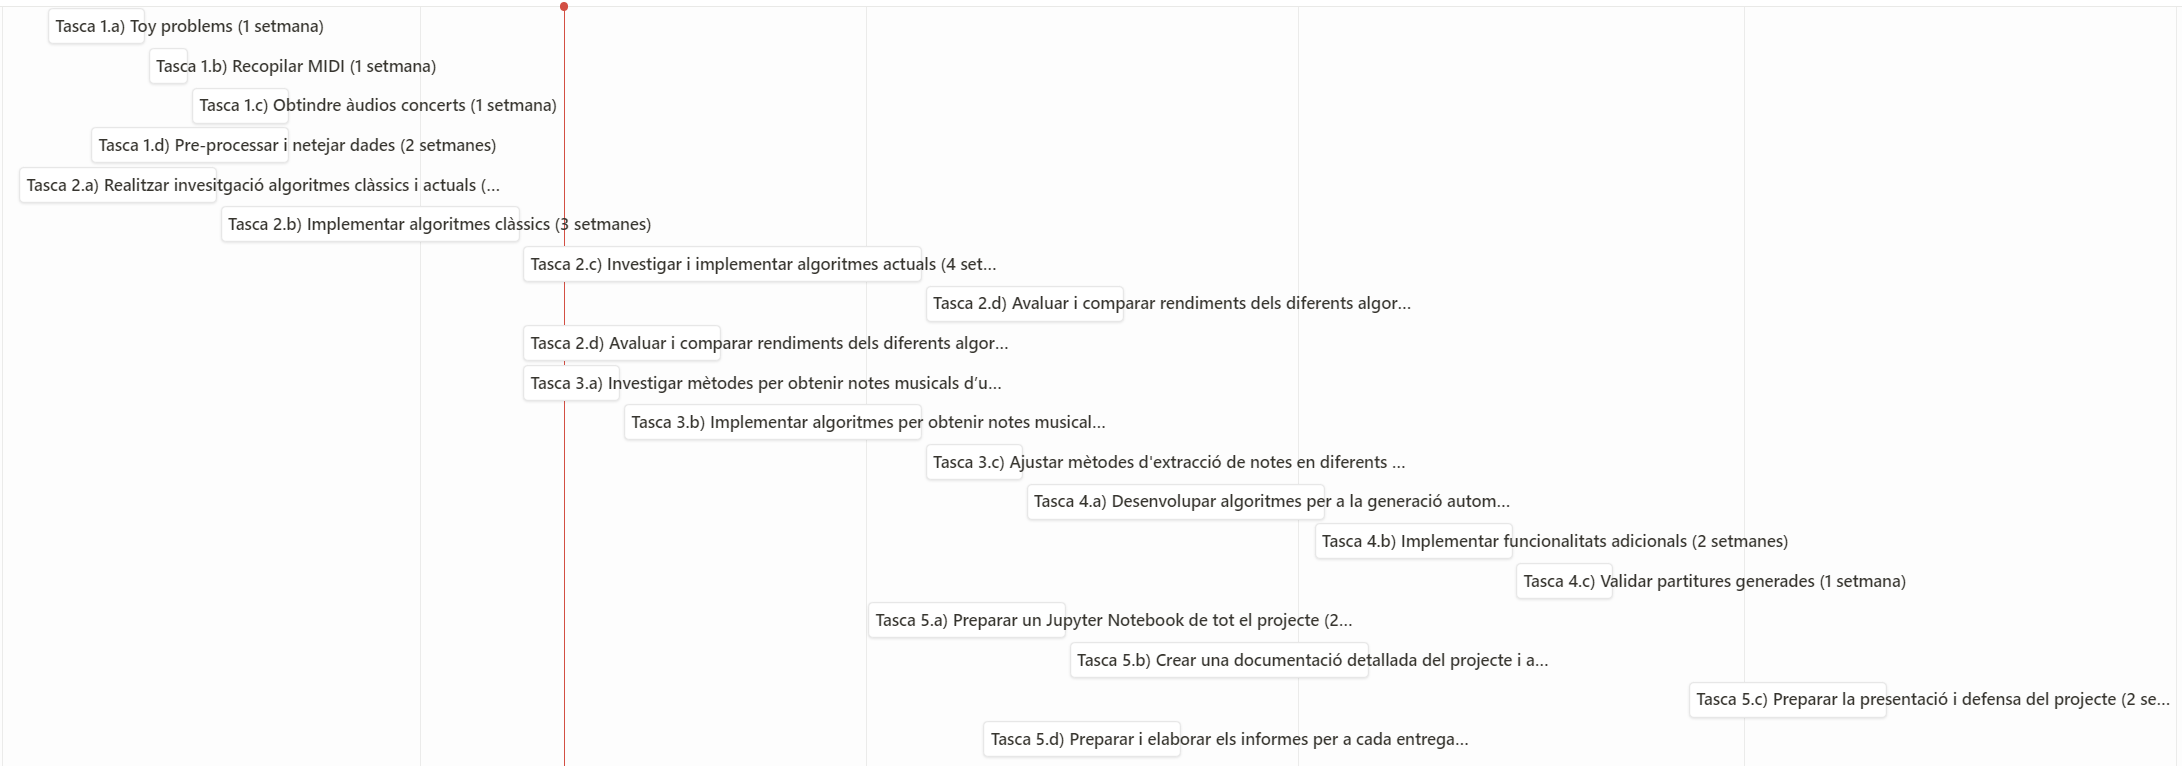 Tasca 1.a) Toy problems (1 setmana)
Tasca 1.b) Recopilar MIDI (1 setmana)
Tasca 1.c) Obtindre àudios concerts (1 setmana)
Tasca 1.d) Pre-processar i netejar dades (2 setmanes)
Tasca 2.a) Realitzar invesitgació algoritmes clàssics i actuals (...
Tasca 2.b) Implementar algoritmes clàssics (3 setmanes)
Tasca 2.c) Investigar i implementar algoritmes actuals (4 set...
Tasca 2.d) Avaluar i comparar rendiments dels diferents algor...
Tasca 2.d) Avaluar i comparar rendiments dels diferents algor...
Tasca 3.a) Investigar mètodes per obtenir notes musicals d’u...
Tasca 3.b) Implementar algoritmes per obtenir notes musical...
Tasca 3.c) Ajustar mètodes d'extracció de notes en diferents ...
Tasca 4.a) Desenvolupar algoritmes per a la generació autom...
Tasca 4.b) Implementar funcionalitats adicionals (2 setmanes)
Tasca 4.c) Validar partitures generades (1 setmana)
Tasca 5.a) Preparar un Jupyter Notebook de tot el projecte (2...
Tasca 5.b) Crear una documentació detallada del projecte i a...
Tasca 5.c) Preparar la presentació i defensa del projecte (2 se...
Tasca 5.d) Preparar i elaborar els informes per a cada entrega...